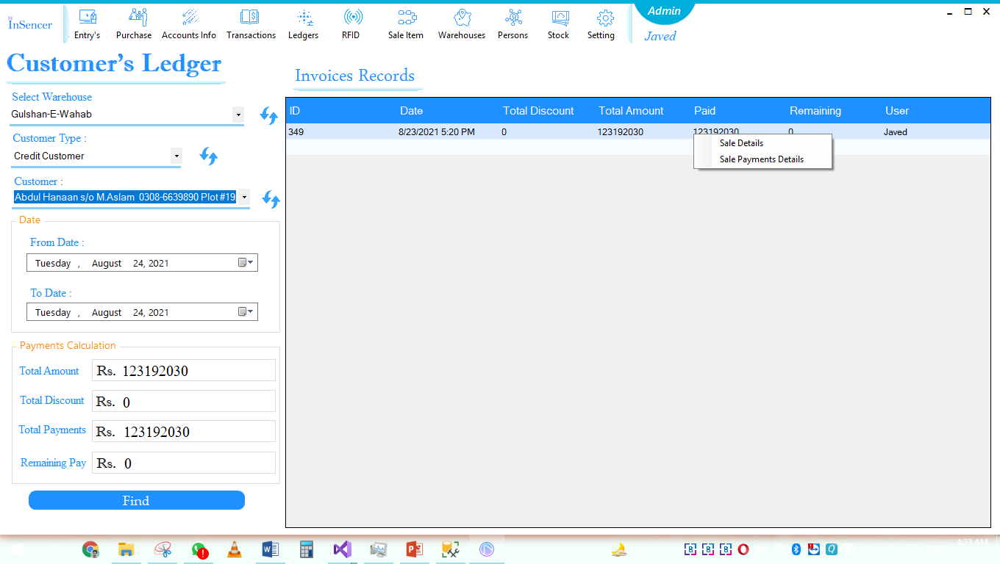 InSencer
Entry's
Purchase
Accounts Info
Transactions
Ledgers
RFID
Sale Item
Warehouses
Persons
Stock
Setting
Admin
Javed
Customer's Ledger
Select Warehouse
Gulshan-E-Wahab
Customer Type :
Credit Customer
Customer :
Abdul Hanaan s/o M.Aslam 0308-6639890 Plot #19
Date
From Date :
Tuesday , August 24, 2021
To Date :
Tuesday , August 24, 2021
Payments Calculation
Total Amount Rs. 123192030
Total Discount Rs. 0
Total Payments Rs. 123192030
Remaining Pay Rs. 0
Find
Invoices Records
ID Date Total Discount Total Amount Paid Remaining User
349 8/23/2021 5:20 PM 0 123192030 123192030 0 Javed
Sale Details
Sale Payments Details
4:23 AM